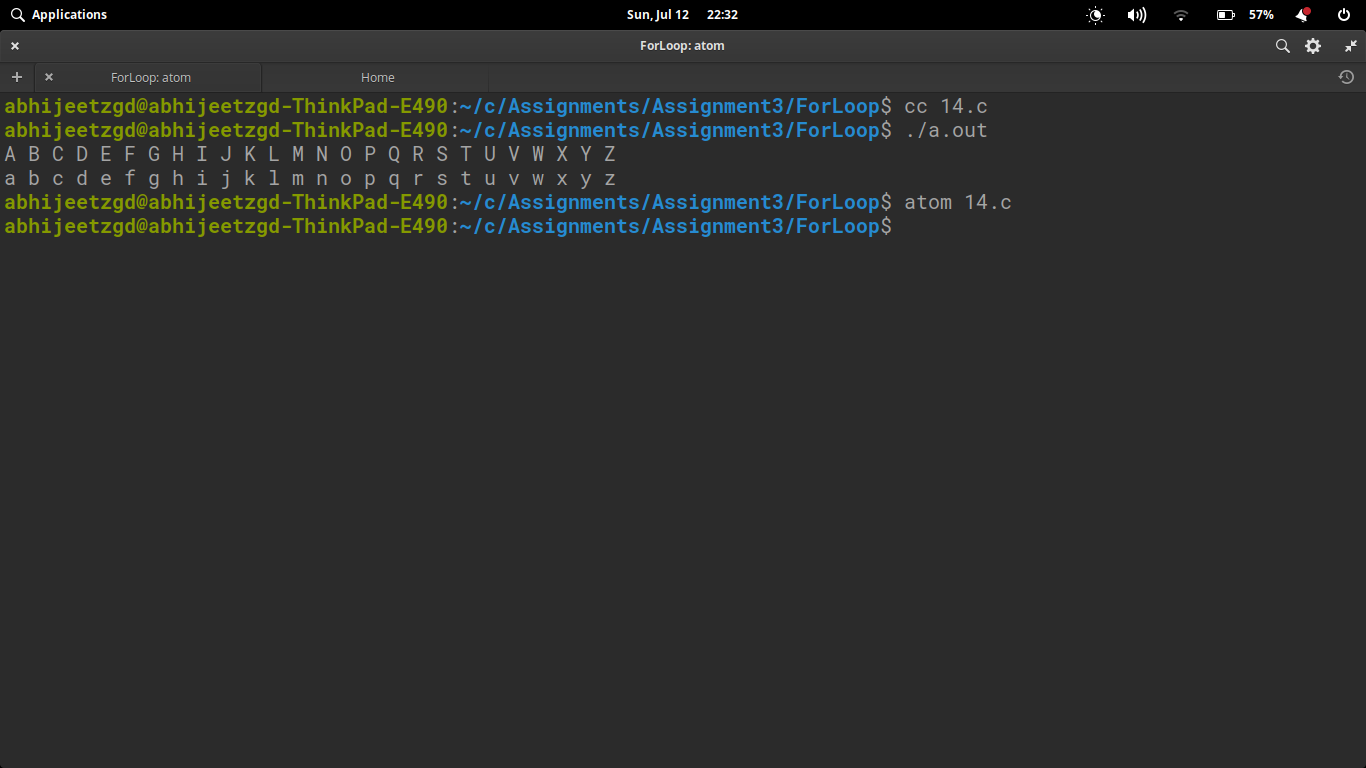 Applications Sun, Jul 12 22:32 57%
ForLoop: atom
ForLoop: atom Home
abhijeetzgd@abhijeetzgd-ThinkPad-E490:~/c/Assignments/Assignment3/ForLoop$ cc 14.c
abhijeetzgd@abhijeetzgd-ThinkPad-E490:~/c/Assignments/Assignment3/ForLoop$ ./a.out
A B C D E F G H I J K L M N O P Q R S T U V W X Y Z
a b c d e f g h i j k l m n o p q r s t u v w x y z
abhijeetzgd@abhijeetzgd-ThinkPad-E490:~/c/Assignments/Assignment3/ForLoop$ atom 14.c
abhijeetzgd@abhijeetzgd-ThinkPad-E490:~/c/Assignments/Assignment3/ForLoop$